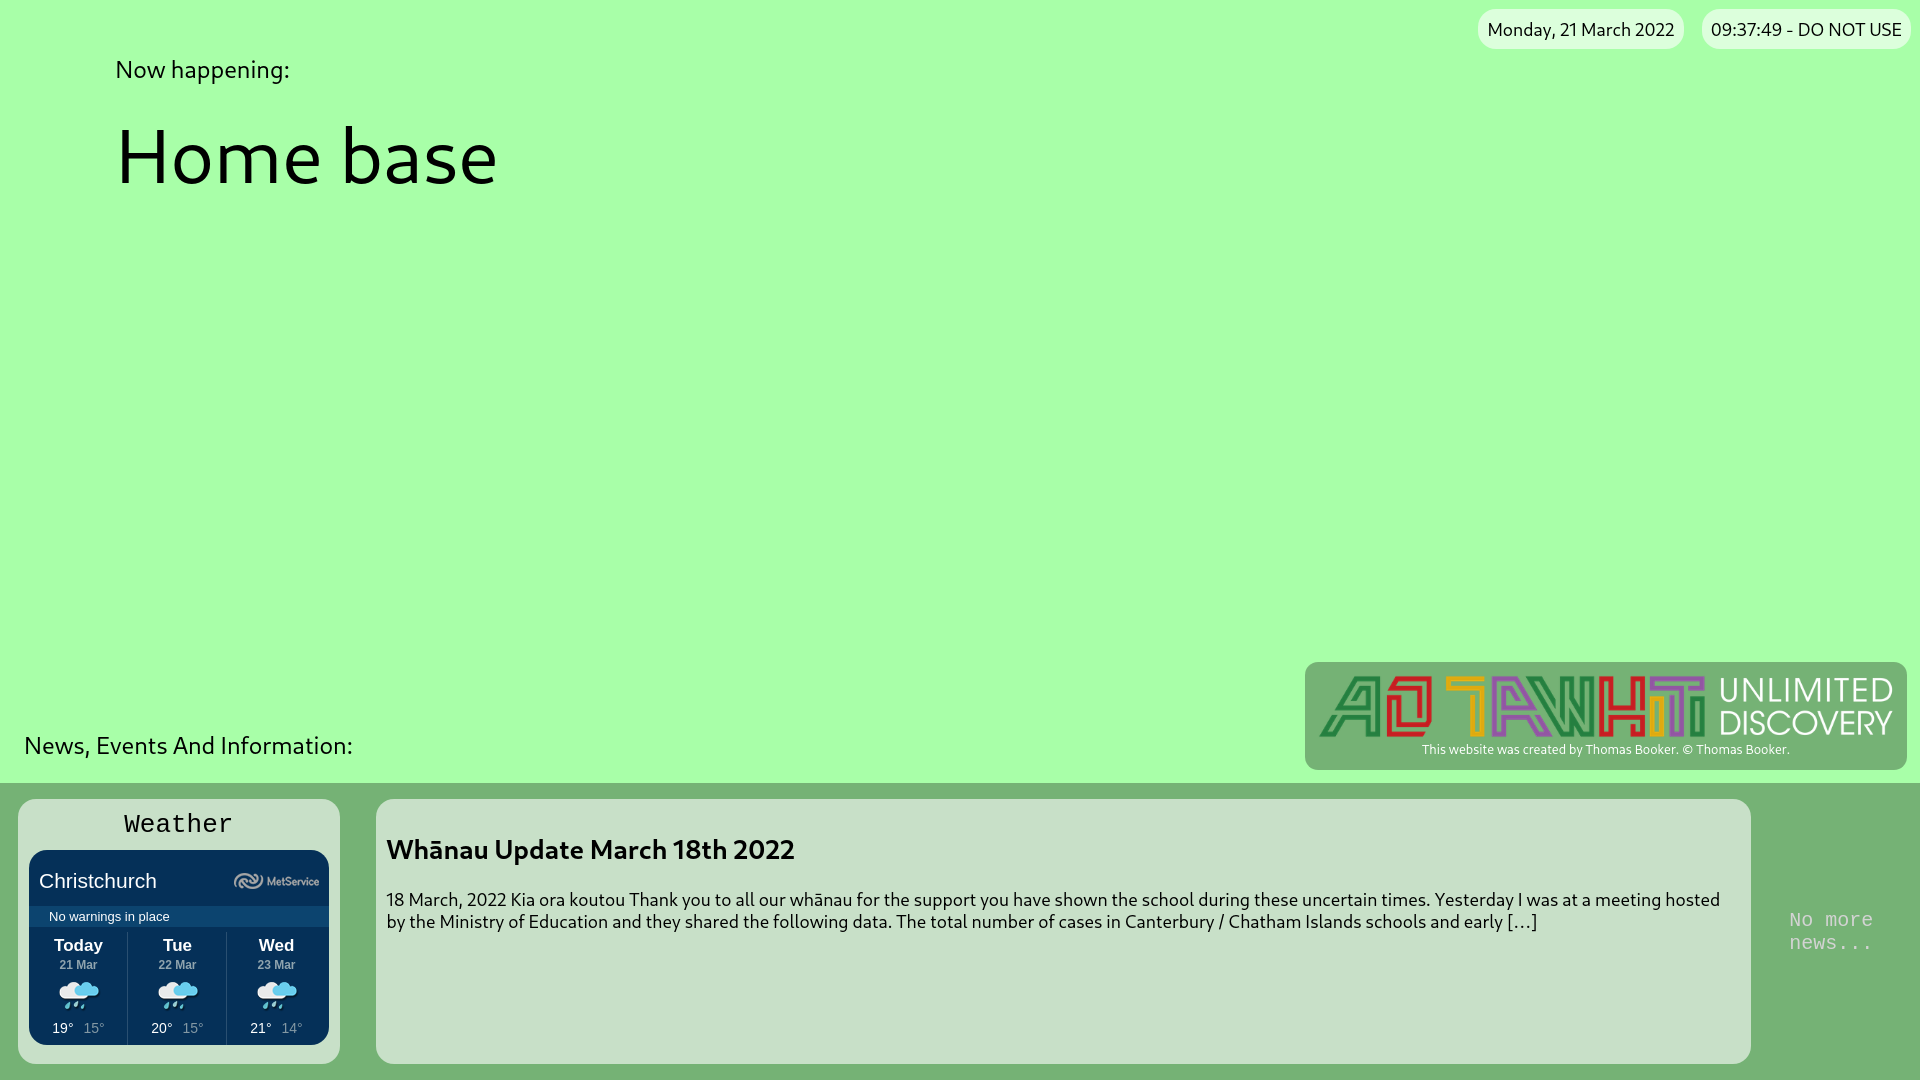 Monday, 21 March 2022
09:37:49 - DO NOT USE
Now happening:
Home base
AO TAWHITI
UNLIMITED
DISCOVERY
This website was created by Thomas Booker. © Thomas Booker.
News, Events And Information:
Weather
Christchurch
MetService
No warnings in place
Today
21 Mar
19° 15°
Tue
22 Mar
20° 15°
Wed
23 Mar
21° 14°
Whānau Update March 18th 2022
18 March, 2022 Kia ora koutou Thank you to all our whānau for the support you have shown the school during these uncertain times. Yesterday I was at a meeting hosted
by the Ministry of Education and they shared the following data. The total number of cases in Canterbury / Chatham Islands schools and early […]
No more
news...